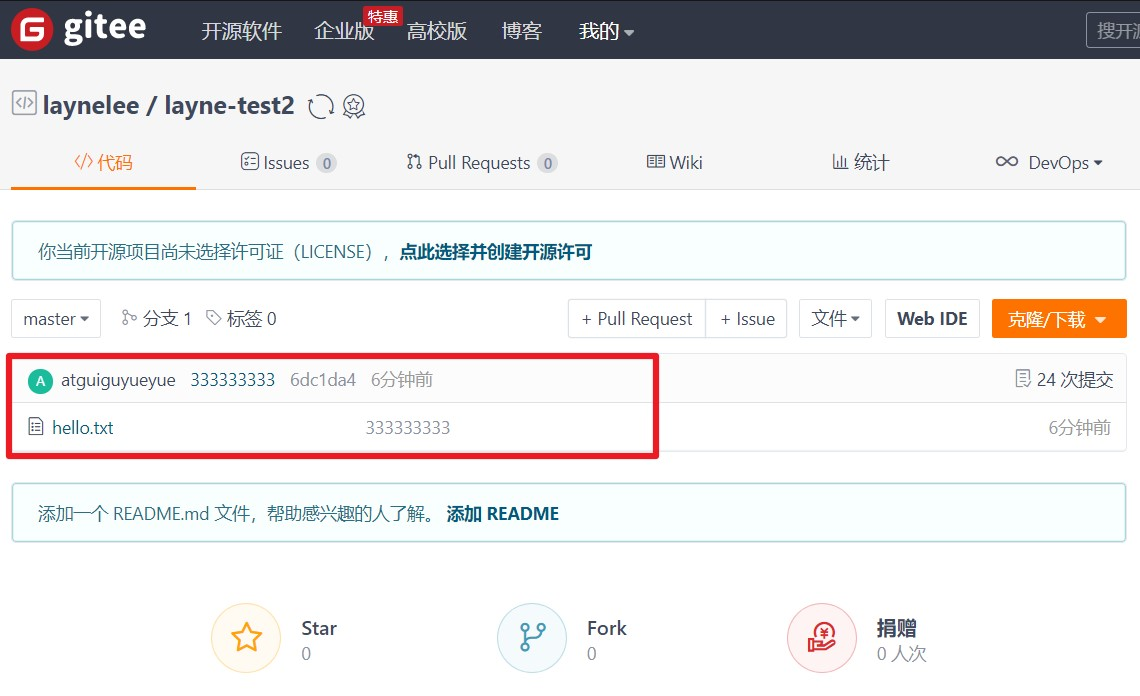 gitee 开源软件 企业版 特惠 高校版 博客 我的 搜开源
laynelee / layne-test2
代码 Issues 0 Pull Requests 0 Wiki 统计 DevOps
你当前开源项目尚未选择许可证（LICENSE），点此选择并创建开源许可
master 分支 1 标签 0 + Pull Request + Issue 文件 Web IDE 克隆/下载
A atguiguyueyue 333333333 6dc1da4 6分钟前 24 次提交
hello.txt 333333333 6分钟前
添加一个 README.md 文件，帮助感兴趣的人了解。 添加 README
Star Fork 捐赠
0 0 0 人次